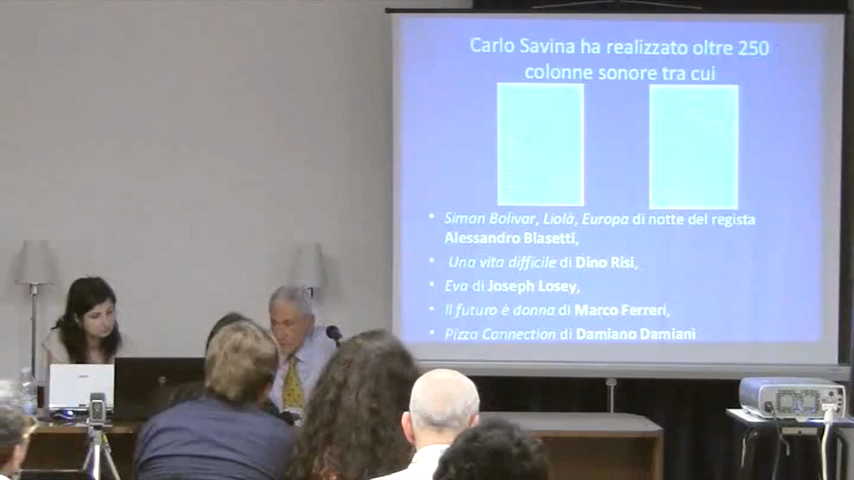 Carlo Savina ha realizzato oltre 250
colonne sonore tra cui
• Simon Bolivar, Liolà, Europa di notte del regista
Alessandro Blasetti,
• Una vita difficile di Dino Risi,
• Eva di Joseph Losey,
• Il futuro è donna di Marco Ferreri,
• Pizza Connection di Damiano Damiani